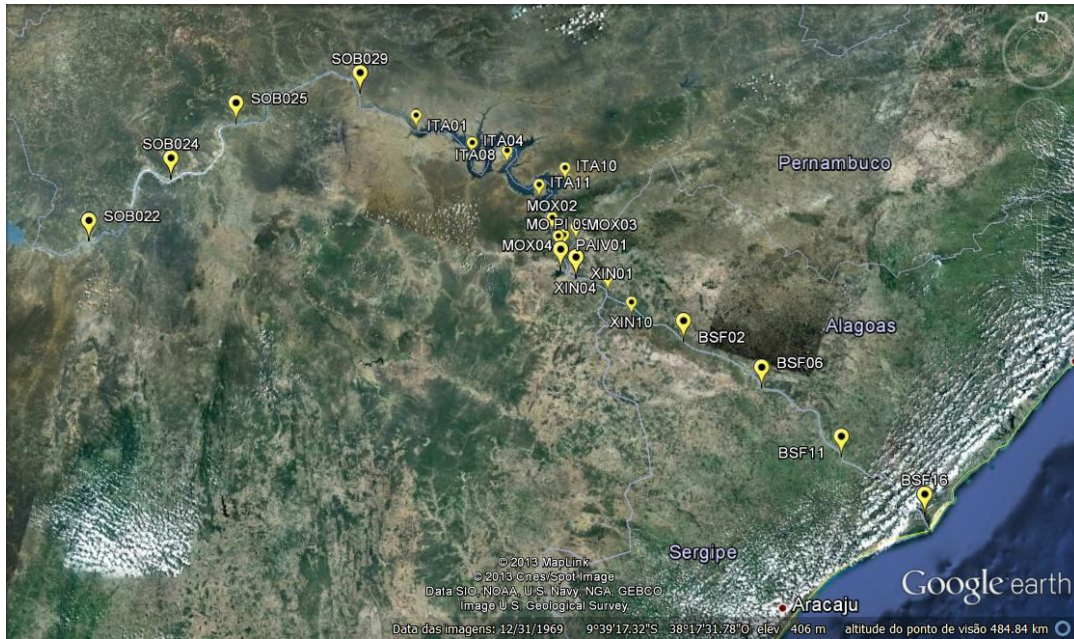 N
SOB029
SOB025
SOB024
SOB022
ITA01
ITA04
ITA08
ITA10
ITA11
Pernambuco
MOX02
MOX03
MOX04
PAIV01
XIN01
XIN04
XIN10
BSF02
Alagoas
BSF06
BSF11
BSF16
Sergipe
© 2013 MapLink
© 2013 Cnes/Spot Image
Data SIO, NOAA, U.S. Navy, NGA, GEBCO
Image U.S. Geological Survey
Google earth
Aracaju
Data das imagens: 12/31/1969 9°39'17.32"S 38°17'31.78"O elev 406 m altitude do ponto de visão 484.84 km